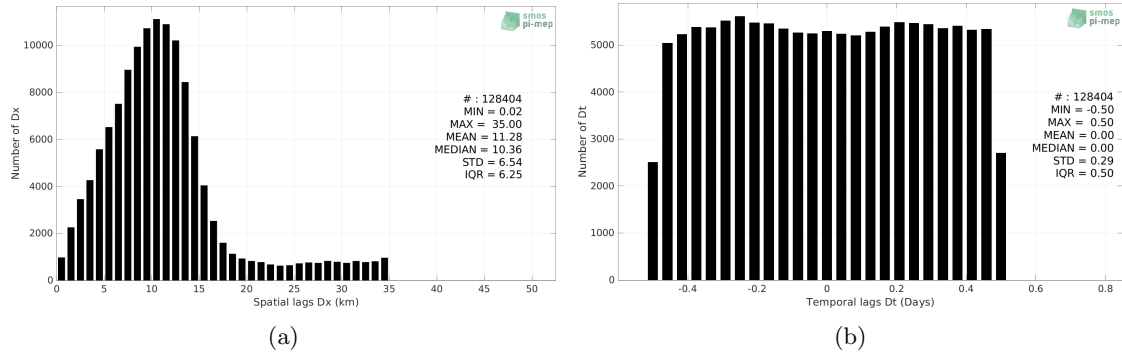 smos
pi-mep
10000
8000
6000
4000
2000
0
Number of Dx
# : 128404
MIN = 0.02
MAX = 35.00
MEAN = 11.28
MEDIAN = 10.36
STD = 6.54
IQR = 6.25
0 5 10 15 20 25 30 35 40 45 50
Spatial lags Dx (km)
(a)
smos
pi-mep
5000
4000
3000
2000
1000
0
Number of Dt
# : 128404
MIN = -0.50
MAX = 0.50
MEAN = 0.00
MEDIAN = 0.00
STD = 0.29
IQR = 0.50
-0.4 -0.2 0 0.2 0.4 0.6 0.8
Temporal lags Dt (Days)
(b)